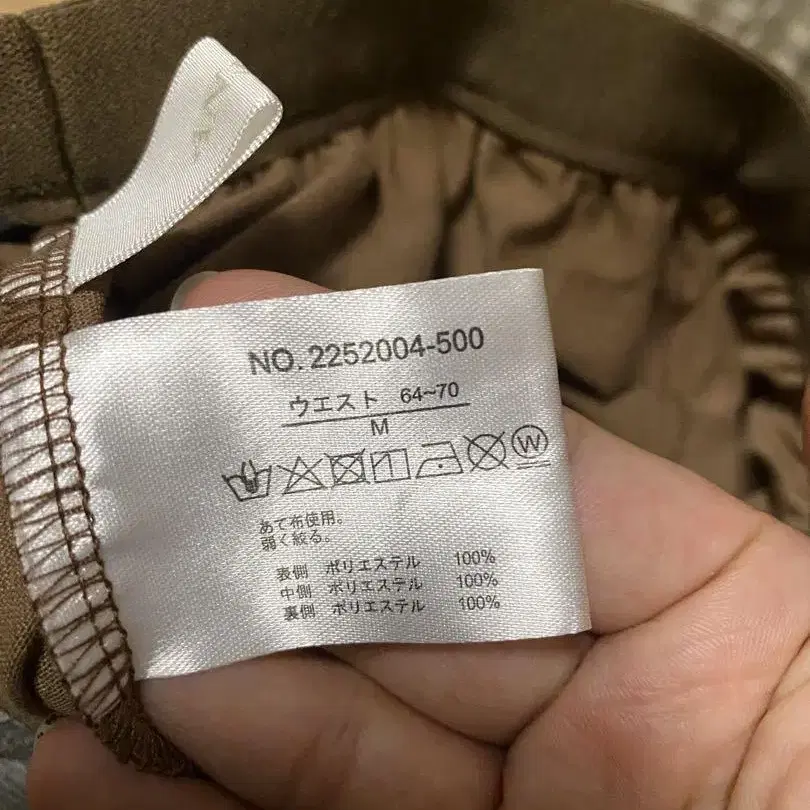 NO. 2252004-500
ウエスト 64~70
M
W
あて布使用。
弱く絞る。
表側 ポリエステル 100%
中側 ポリエステル 100%
裏側 ポリエステル 100%